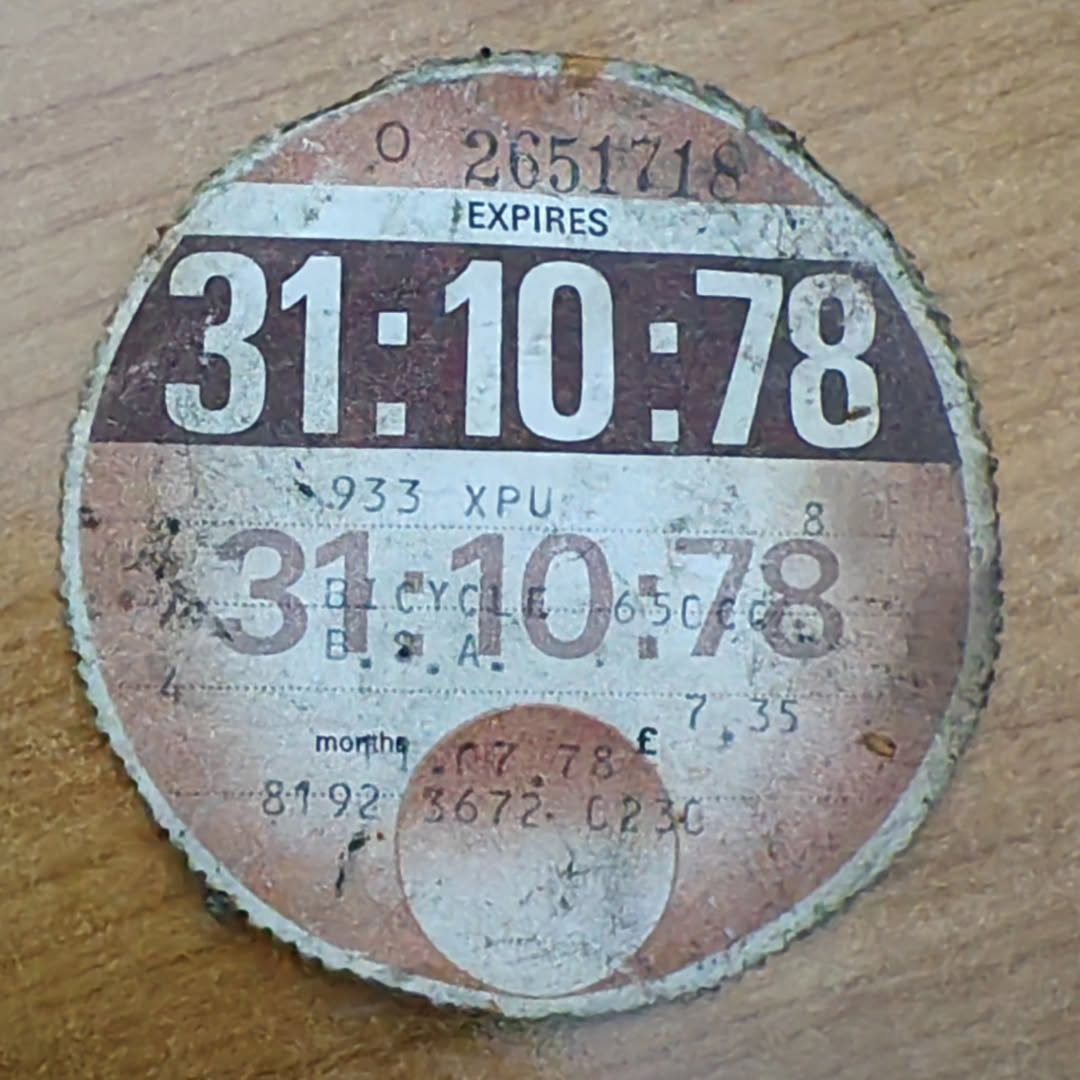 O 2651718
EXPIRES
31:10:78
933 XPU 8
31:10:78
BICYCLE 650CC
B.S.A.
4
£ 7.35
months .07.78
8192 3672 C230